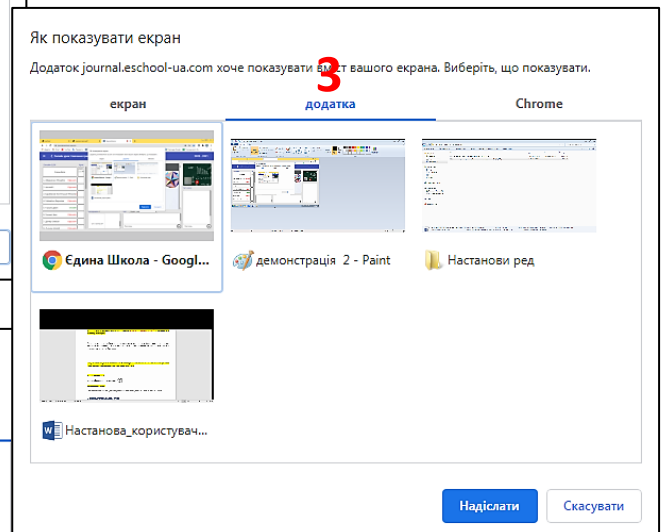 Як показувати екран
Додаток journal.eschool-ua.com хоче показувати вміст вашого екрана. Виберіть, що показувати.
3
екран додатка Chrome
Єдина Школа - Googl... демонстрація 2 - Paint Настанови ред
Настанова_користувач...
Надіслати Скасувати